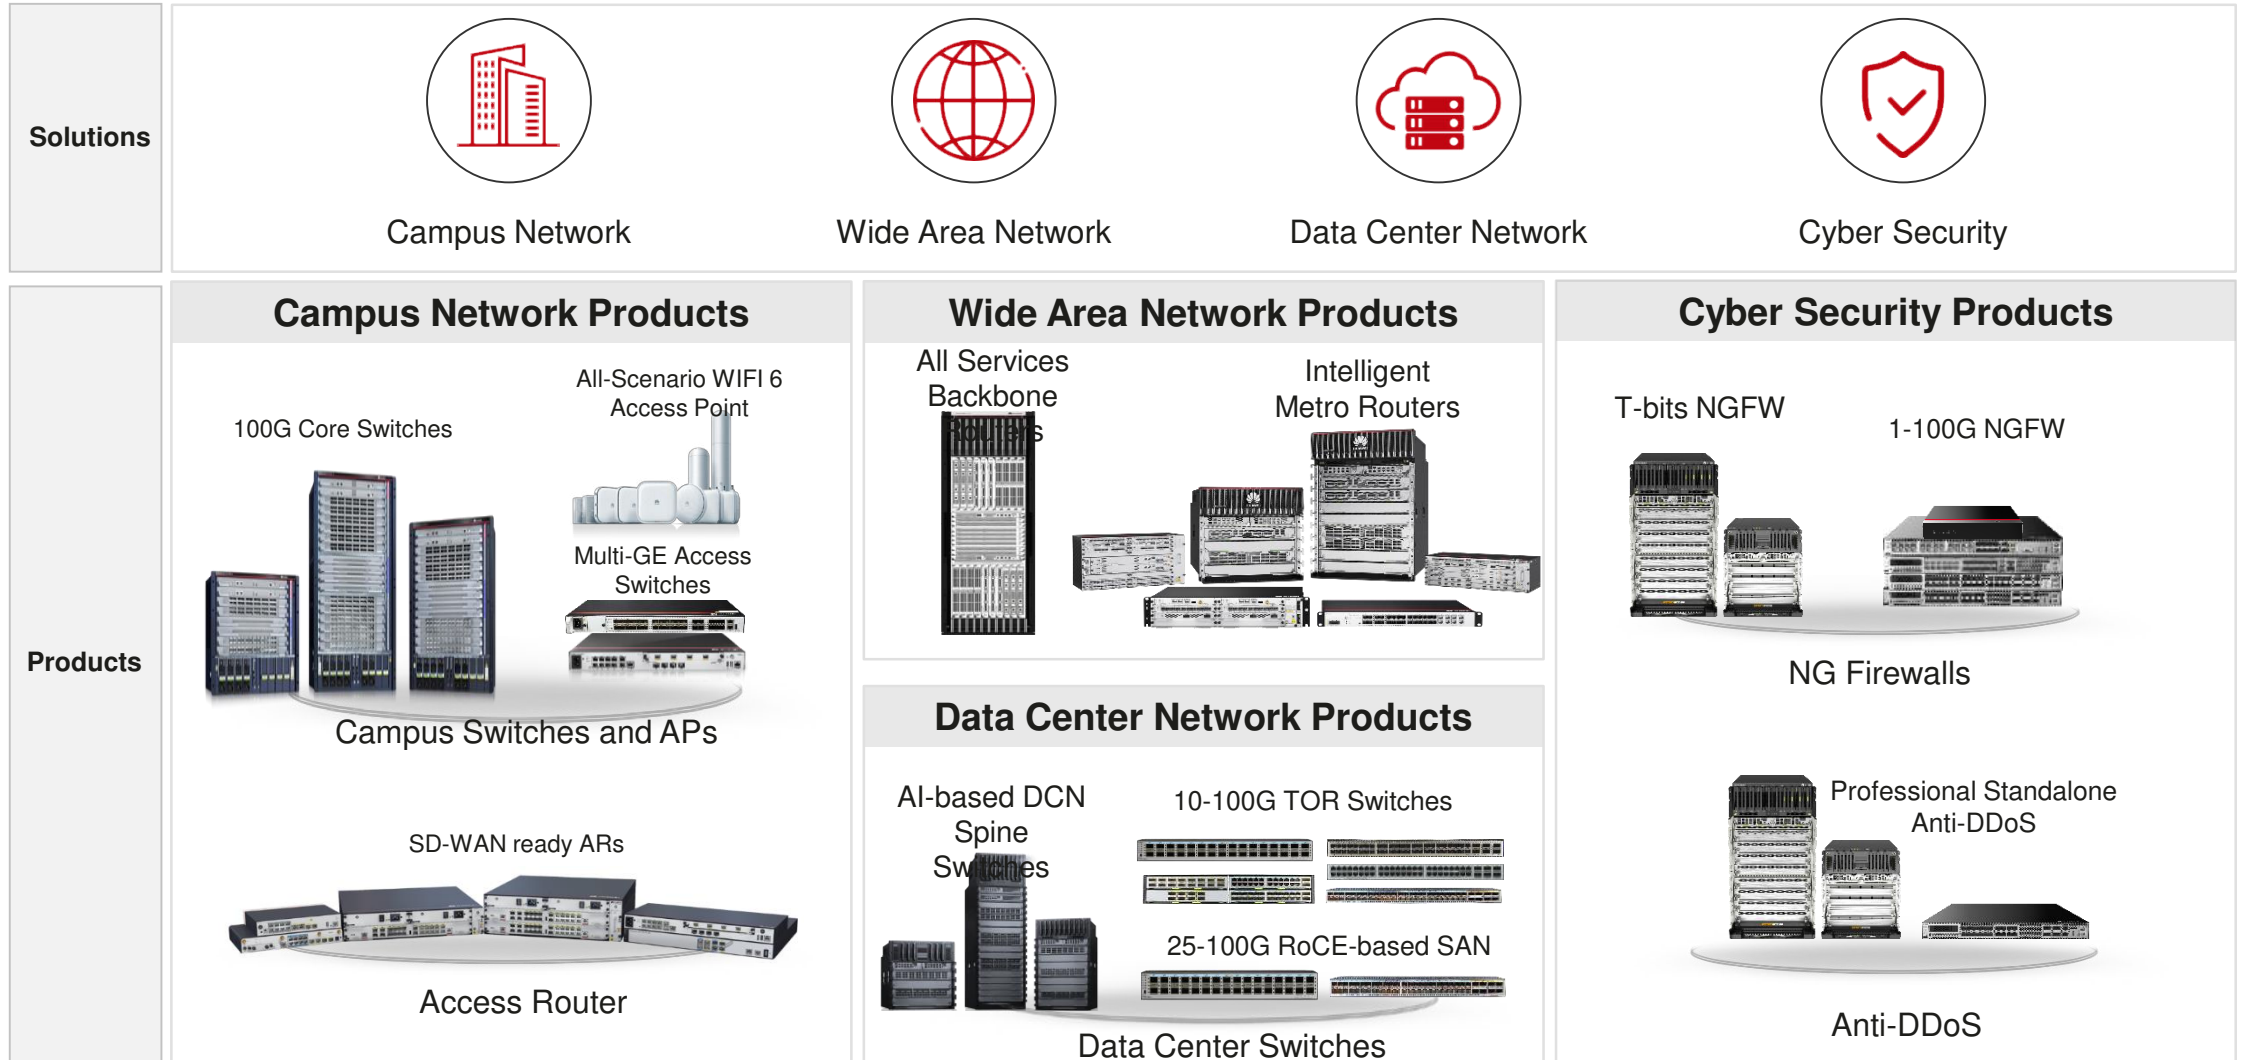 Solutions
Campus Network
Wide Area Network
Data Center Network
Cyber Security
Products
Campus Network Products
100G Core Switches
All-Scenario WIFI 6
Access Point
Multi-GE Access
Switches
Campus Switches and APs
SD-WAN ready ARs
Access Router
Wide Area Network Products
All Services
Backbone
Routers
Intelligent
Metro Routers
Data Center Network Products
AI-based DCN
Spine
Switches
10-100G TOR Switches
25-100G RoCE-based SAN
Data Center Switches
Cyber Security Products
T-bits NGFW
1-100G NGFW
NG Firewalls
Professional Standalone
Anti-DDoS
Anti-DDoS